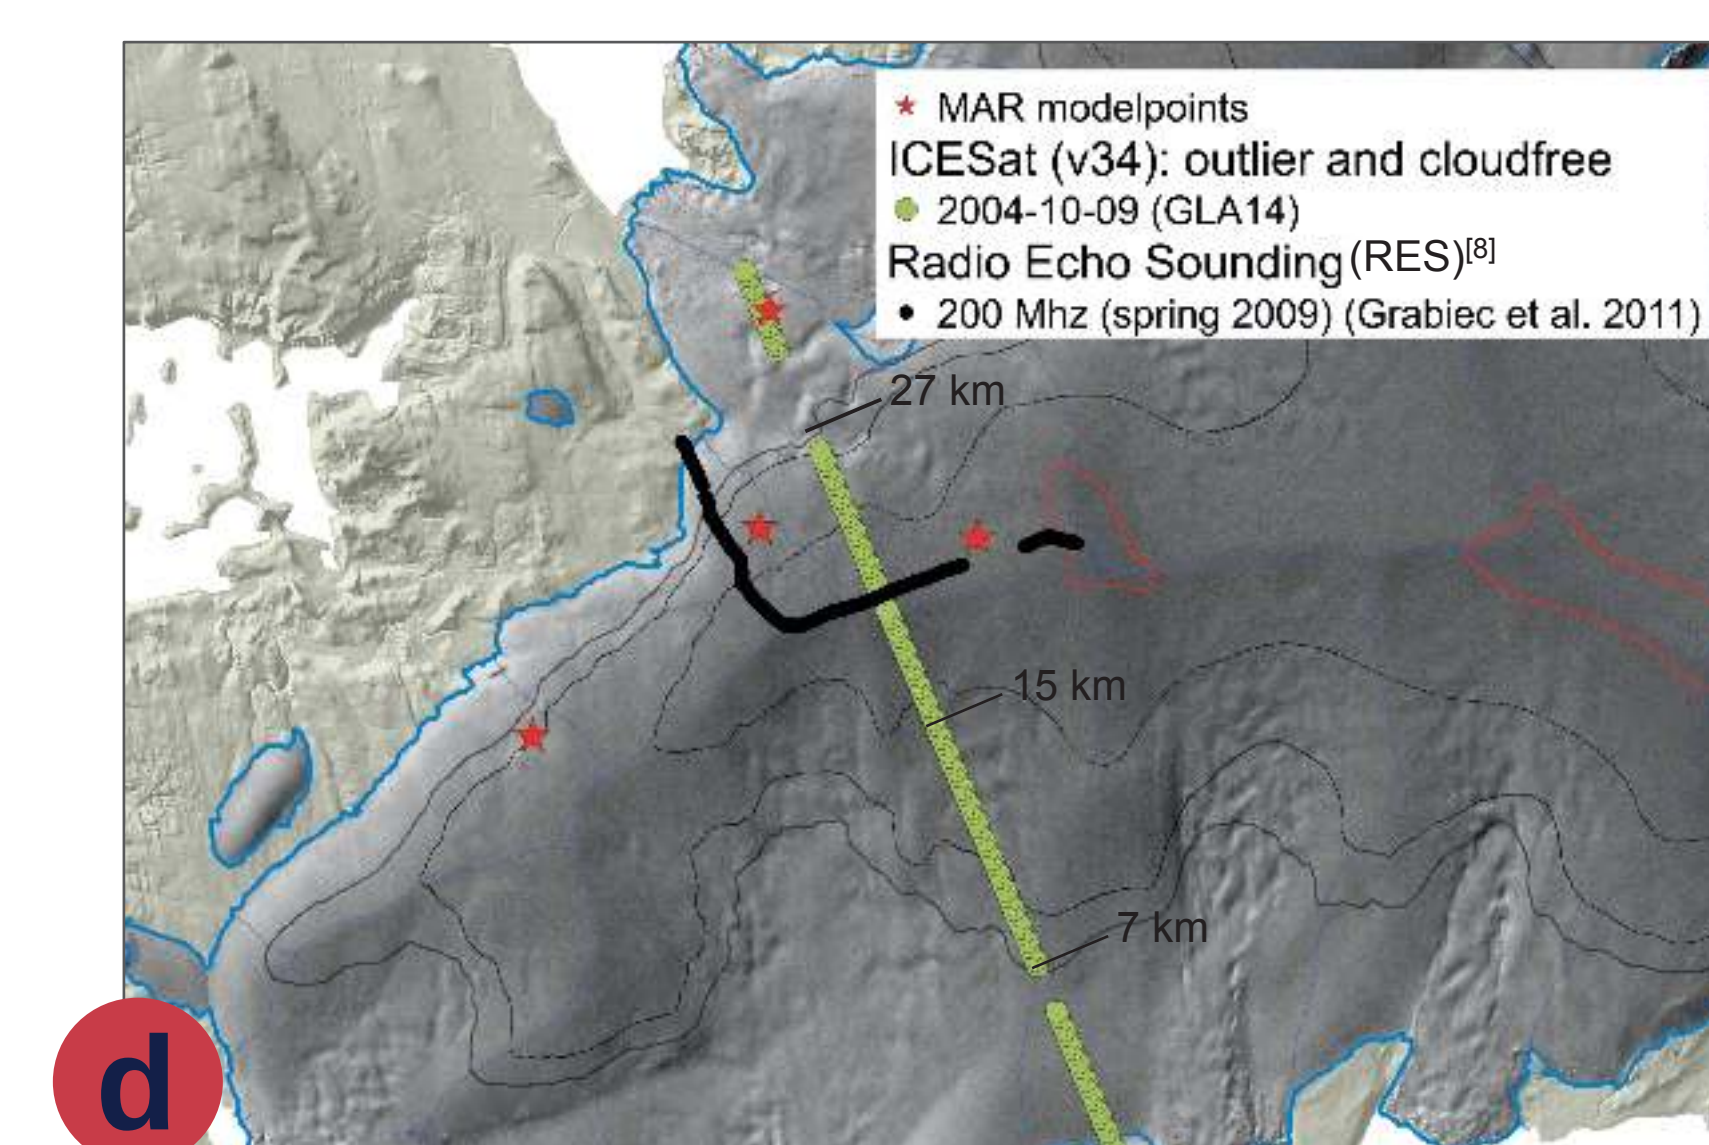 MAR modelpoints
ICESat (v34): outlier and cloudfree
2004-10-09 (GLA14)
Radio Echo Sounding (RES)[8]
200 Mhz (spring 2009) (Grabiec et al. 2011)
27 km
15 km
7 km
d